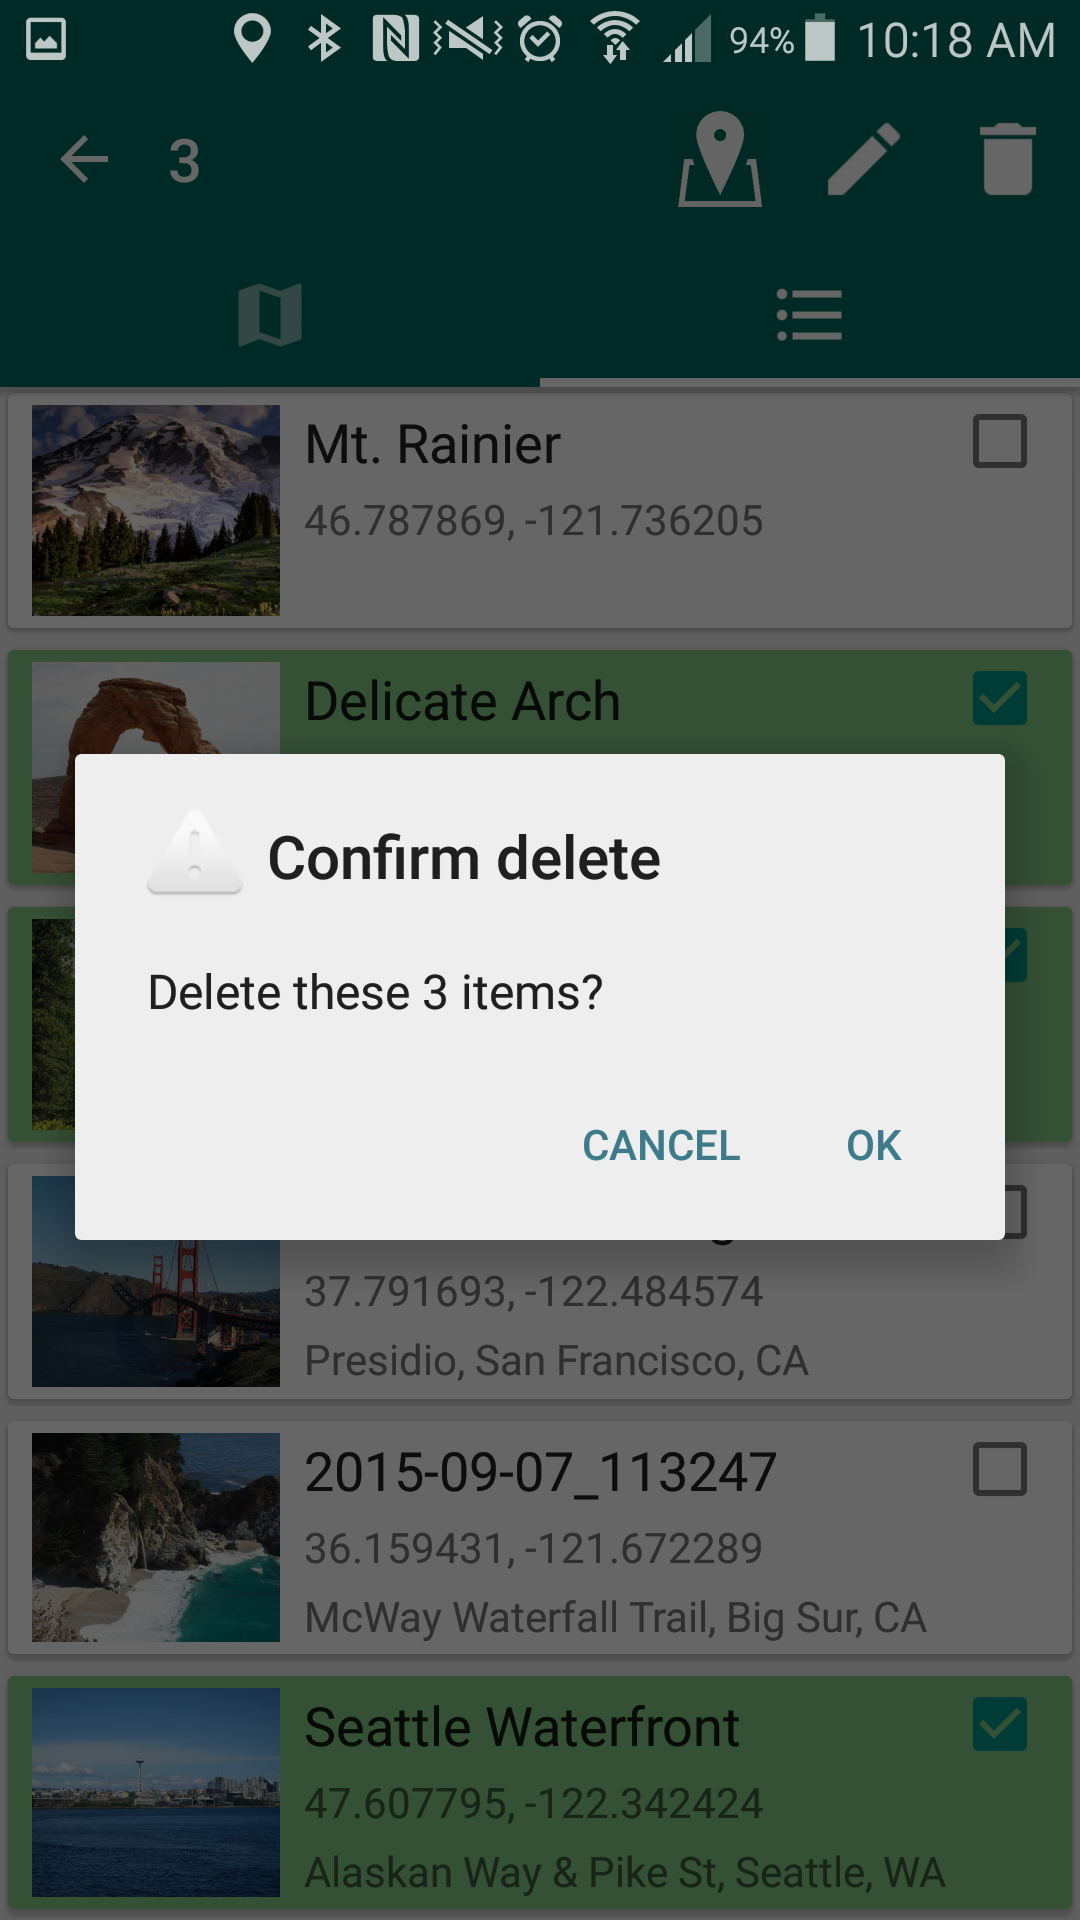 94% 10:18 AM
3
Mt. Rainier
46.787869, -121.736205
Delicate Arch
Confirm delete
Delete these 3 items?
CANCEL OK
37.791693, -122.484574
Presidio, San Francisco, CA
2015-09-07_113247
36.159431, -121.672289
McWay Waterfall Trail, Big Sur, CA
Seattle Waterfront
47.607795, -122.342424
Alaskan Way & Pike St, Seattle, WA